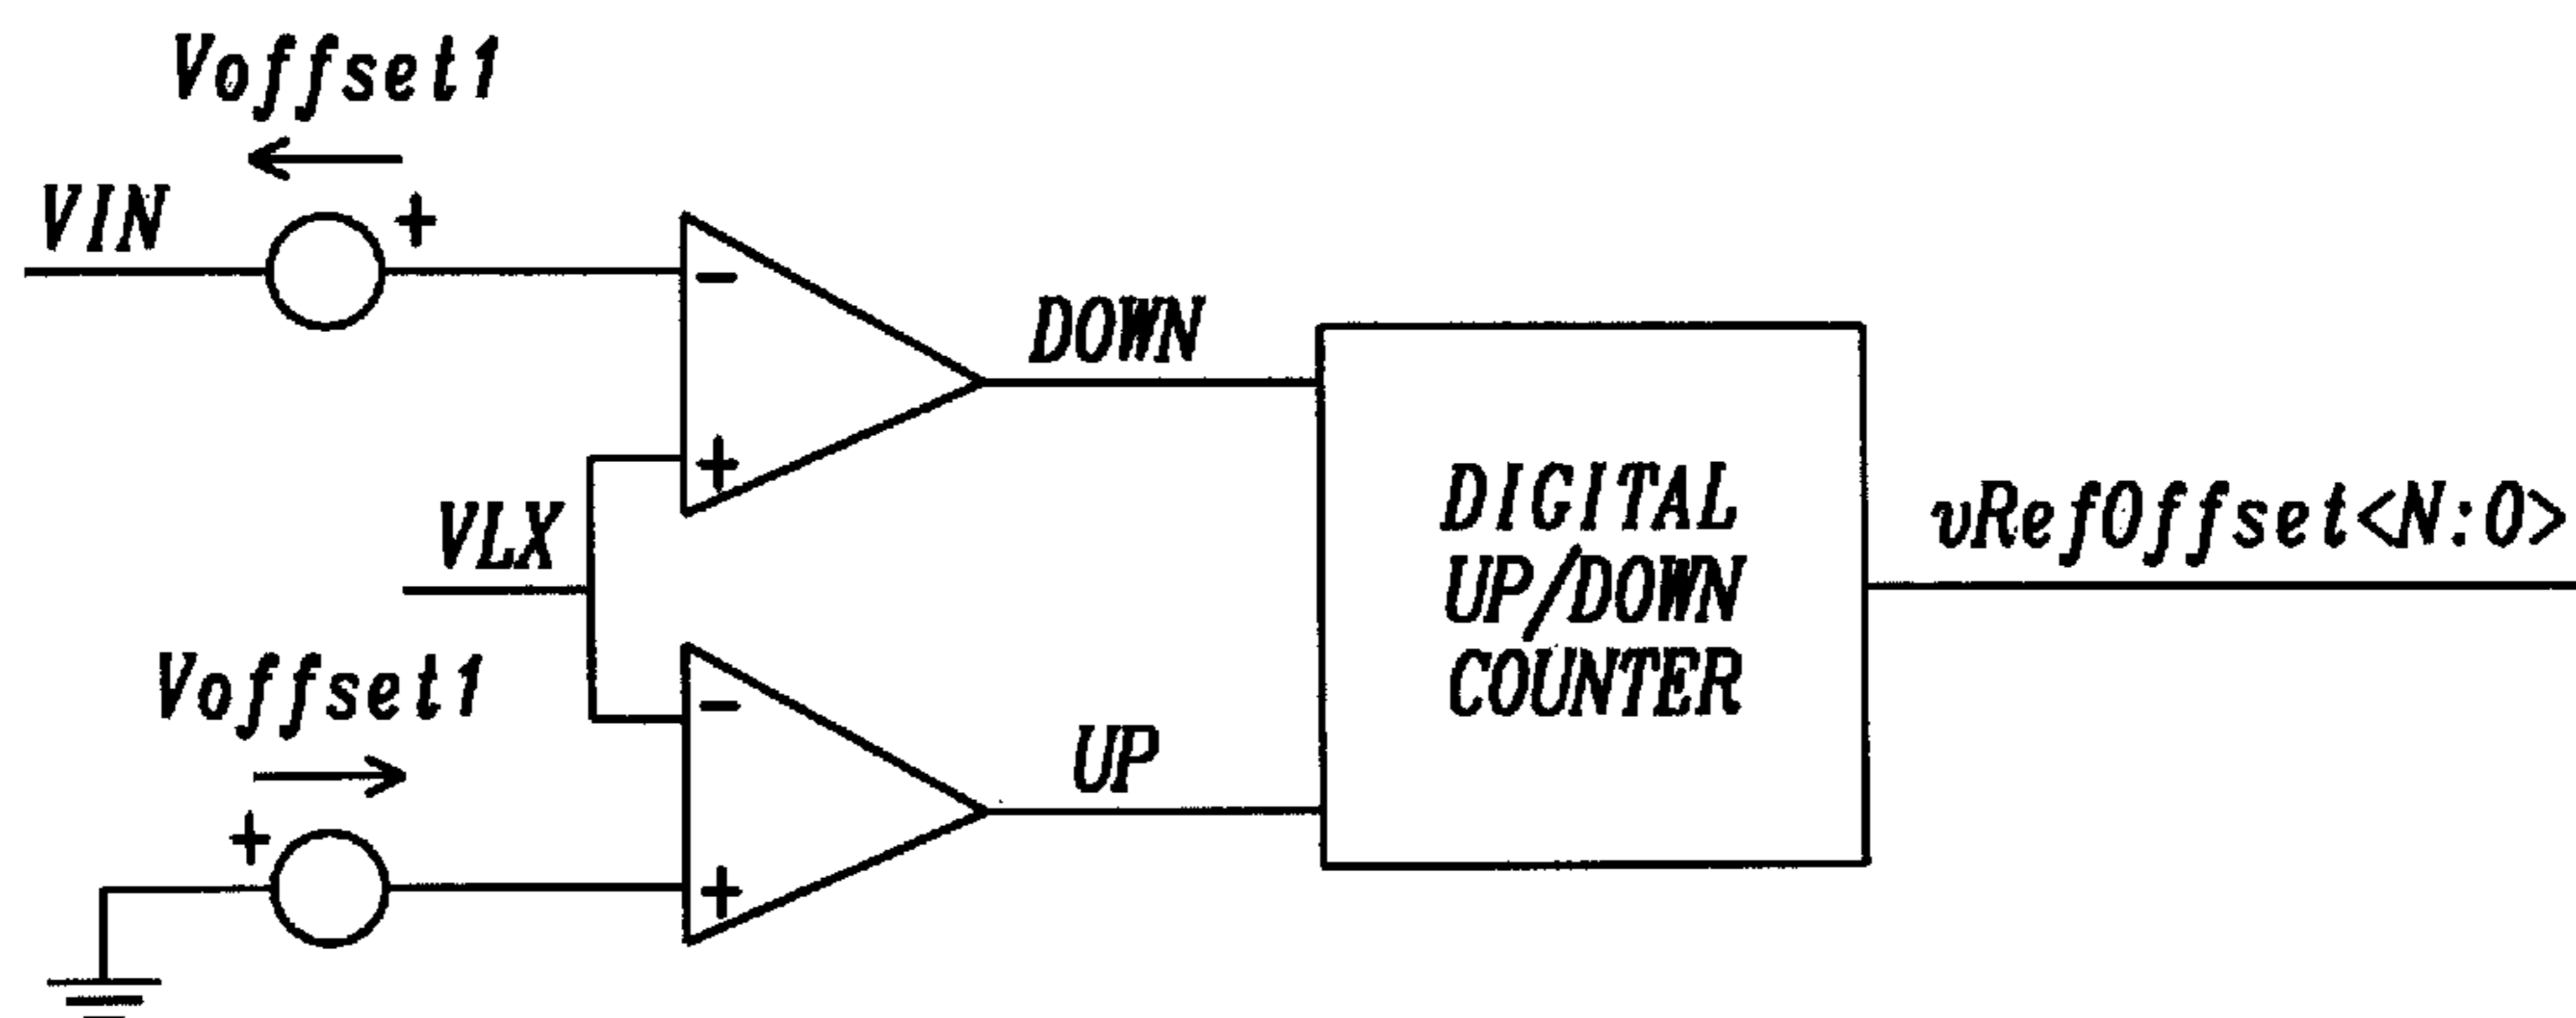 Voffset1
VIN
+
-
DOWN
+
VLX
DIGITAL
UP/DOWN
COUNTER
vRefOffset<N:0>
Voffset1
-
UP
+
+